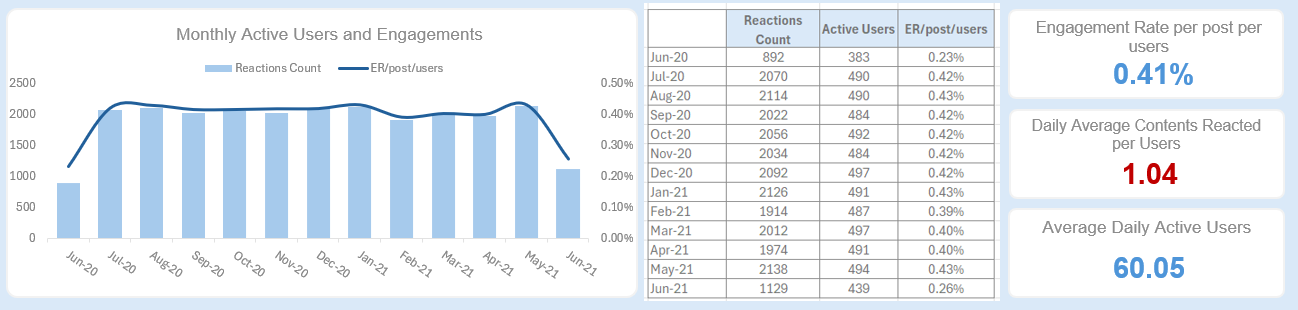 Monthly Active Users and Engagements
Reactions Count ER/post/users
2500 0.50%
2000 0.40%
1500 0.30%
1000 0.20%
500 0.10%
0 0.00%
Jun-20 Jul-20 Aug-20 Sep-20 Oct-20 Nov-20 Dec-20 Jan-21 Feb-21 Mar-21 Apr-21 May-21 Jun-21
Reactions
Count Active Users ER/post/users
Jun-20 892 383 0.23%
Jul-20 2070 490 0.42%
Aug-20 2114 490 0.43%
Sep-20 2022 484 0.42%
Oct-20 2056 492 0.42%
Nov-20 2034 484 0.42%
Dec-20 2092 497 0.42%
Jan-21 2126 491 0.43%
Feb-21 1914 487 0.39%
Mar-21 2012 497 0.40%
Apr-21 1974 491 0.40%
May-21 2138 494 0.43%
Jun-21 1129 439 0.26%
Engagement Rate per post per
users
0.41%
Daily Average Contents Reacted
per Users
1.04
Average Daily Active Users
60.05